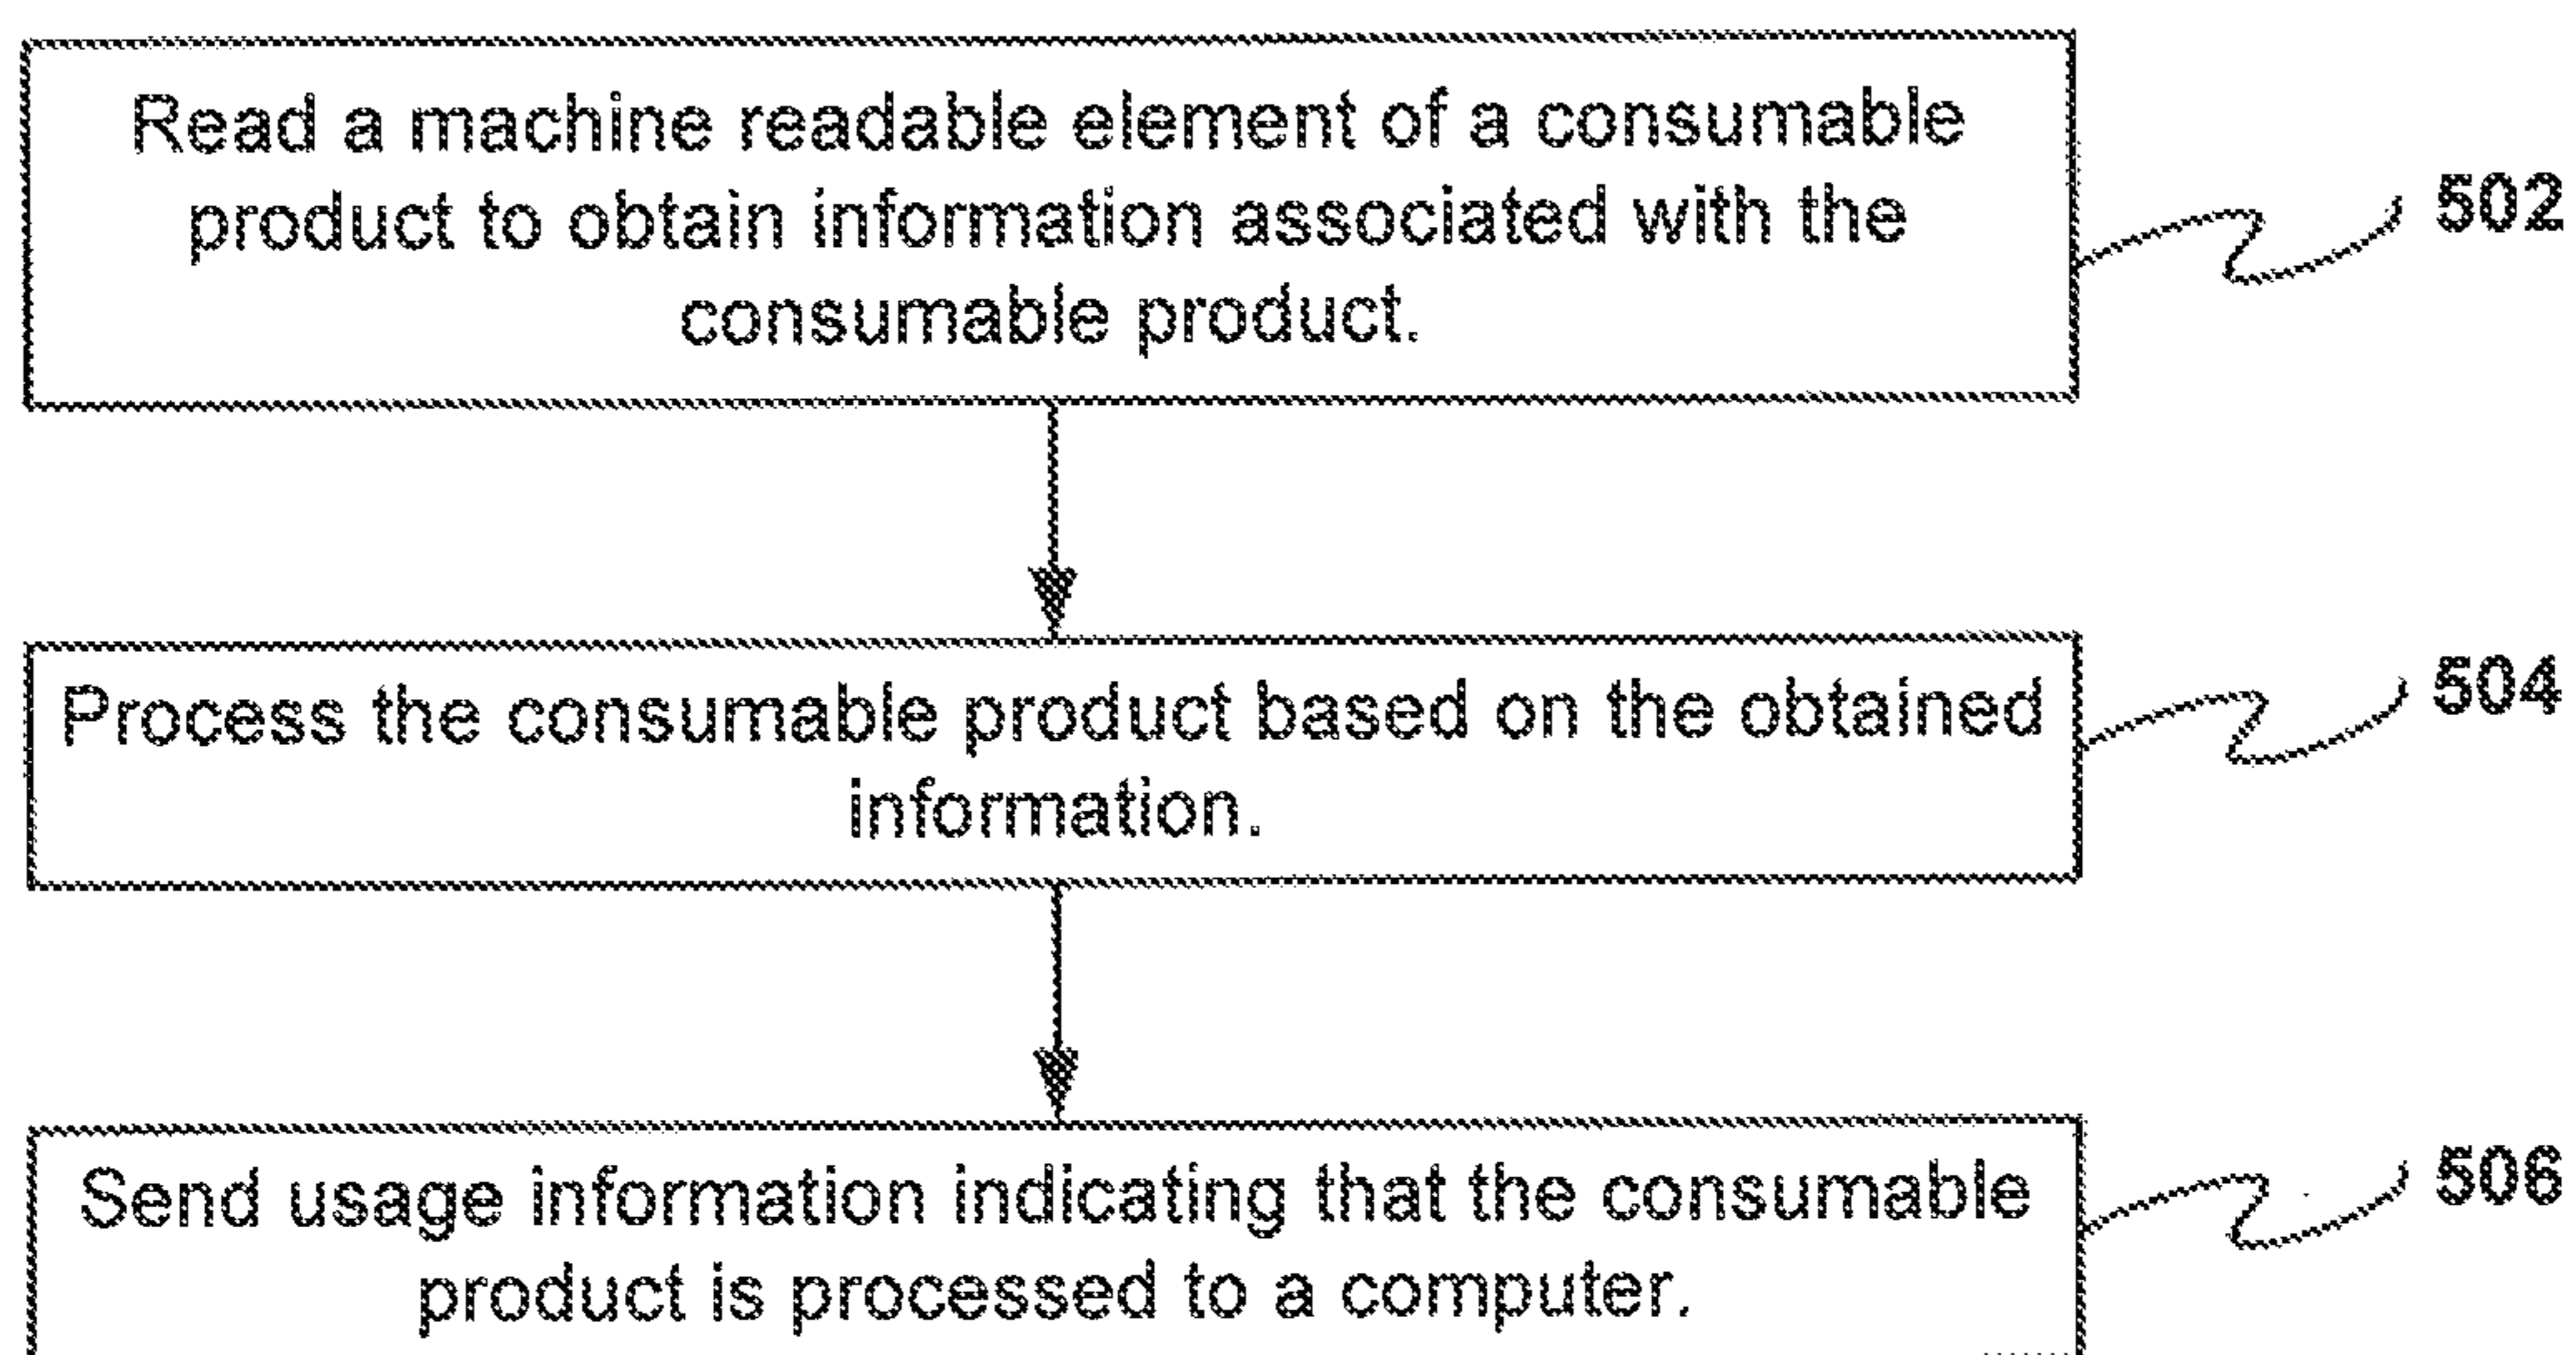 Read a machine readable element of a consumable
product to obtain information associated with the
consumable product.
502
Process the consumable product based on the obtained
information.
504
Send usage information indicating that the consumable
product is processed to a computer.
506